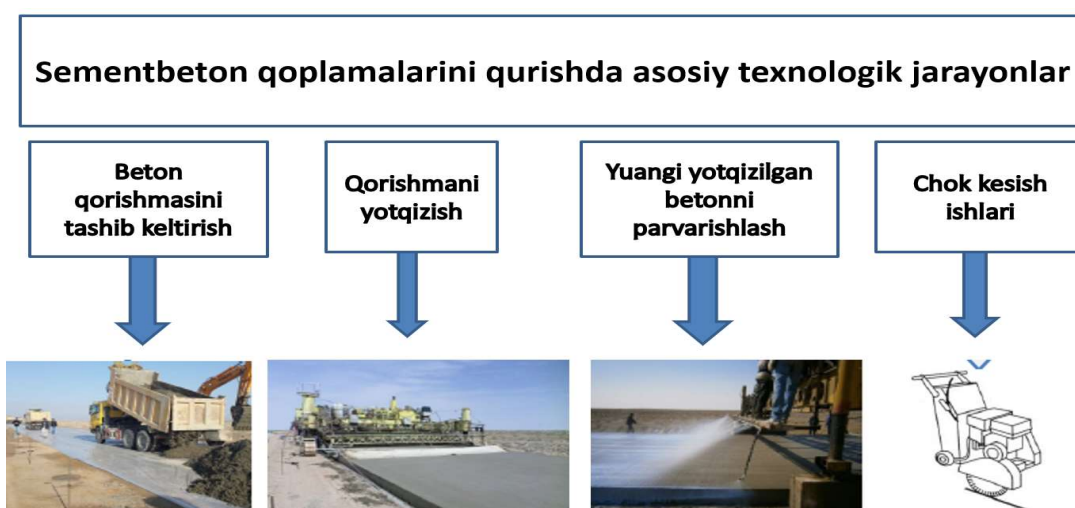 Sementbeton qoplamalarini qurishda asosiy texnologik jarayonlar
Beton
qorishmasini
tashib keltirish
Qorishmani
yotqizish
Yuangi yotqizilgan
betonni
parvarishlash
Chok kesish
ishlari